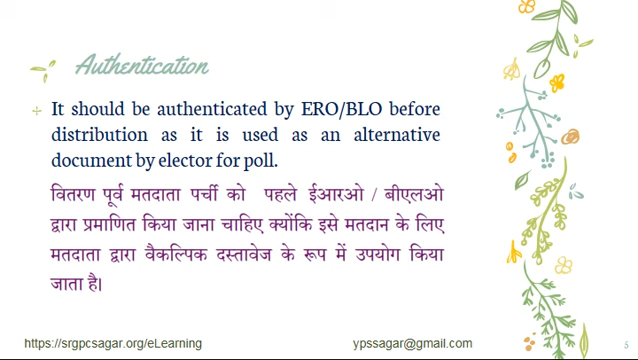 Authentication
It should be authenticated by ERO/BLO before
distribution as it is used as an alternative
document by elector for poll.
वितरण पूर्व मतदाता पर्ची को पहले ईआरओ / बीएलओ
द्वारा प्रमाणित किया जाना चाहिए क्योंकि इसे मतदान के लिए
मतदाता द्वारा वैकल्पिक दस्तावेज के रूप में उपयोग किया
जाता है।
https://srgpcsagar.org/eLearning ypssagar@gmail.com 5